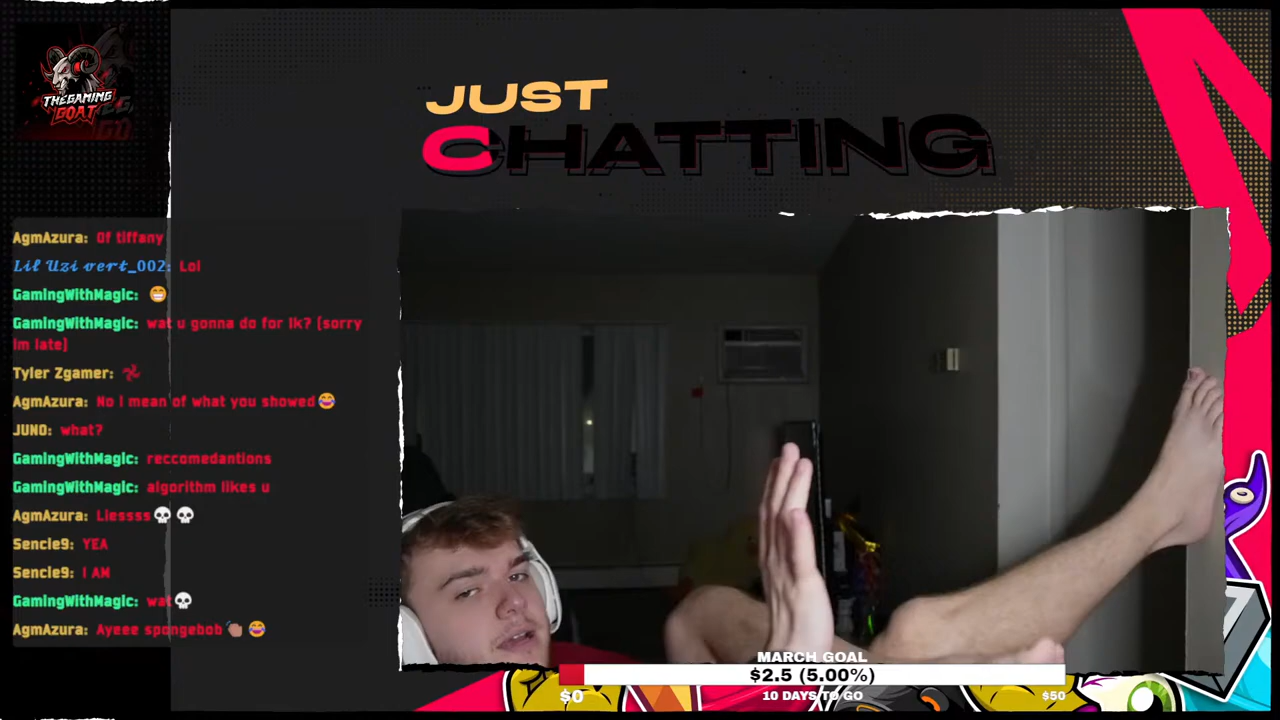 THEGAMING
GOAT
JUST
CHATTING
AgmAzura: Of tiffany
𝓛𝓲𝓵 𝓤𝔃𝓲 𝓿𝓮𝓻𝓽_002: Lol
GamingWithMagic: 😁
GamingWithMagic: wat u gonna do for 1k? (sorry
im late)
Tyler Zgamer:
AgmAzura: No I mean of what you showed😂
JUNO: what?
GamingWithMagic: reccomedantions
GamingWithMagic: algorithm likes u
AgmAzura: Liessss💀💀
Sencie9: YEA
Sencie9: I AM
GamingWithMagic: wat💀
AgmAzura: Ayeee spongebob👏🏽😂
MARCH GOAL
$2.5 (5.00%)
$0 10 DAYS TO GO $50